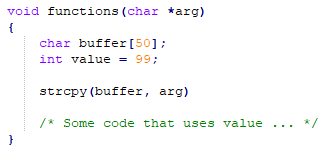 void functions(char *arg)
{
    char buffer[50];
    int value = 99;

    strcpy(buffer, arg)

    /* Some code that uses value ... */
}